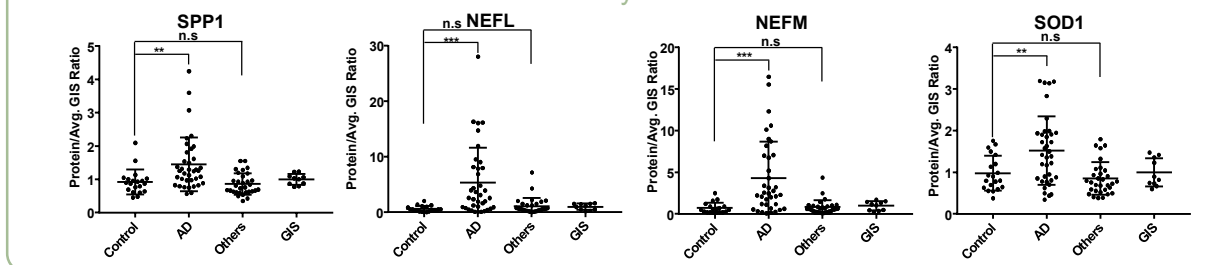 SPP1
n.s
**
Protein/Avg. GIS Ratio
5
4
3
2
1
0
Control
AD
Others
GIS
n.s NEFL
***
Protein/Avg. GIS Ratio
30
20
10
0
Control
AD
Others
GIS
NEFM
n.s
***
Protein/Avg. GIS Ratio
20
15
10
5
0
Control
AD
Others
GIS
SOD1
n.s
**
Protein/Avg. GIS Ratio
4
3
2
1
0
Control
AD
Others
GIS